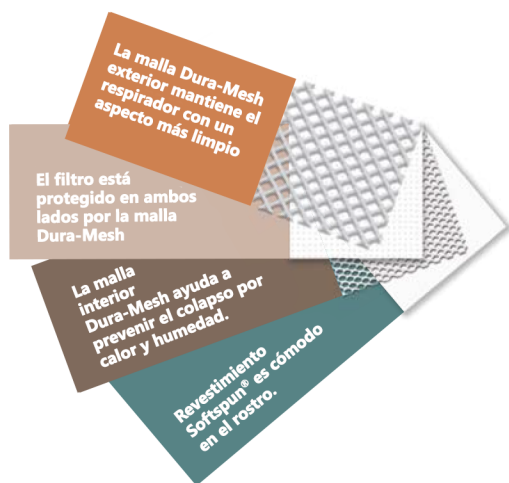 La malla Dura-Mesh
exterior mantiene el
respirador con un
aspecto más limpio
El filtro está
protegido en ambos
lados por la malla
Dura-Mesh
La malla
interior
Dura-Mesh ayuda a
prevenir el colapso por
calor y humedad.
Revestimiento
Softspun® es cómodo
en el rostro.